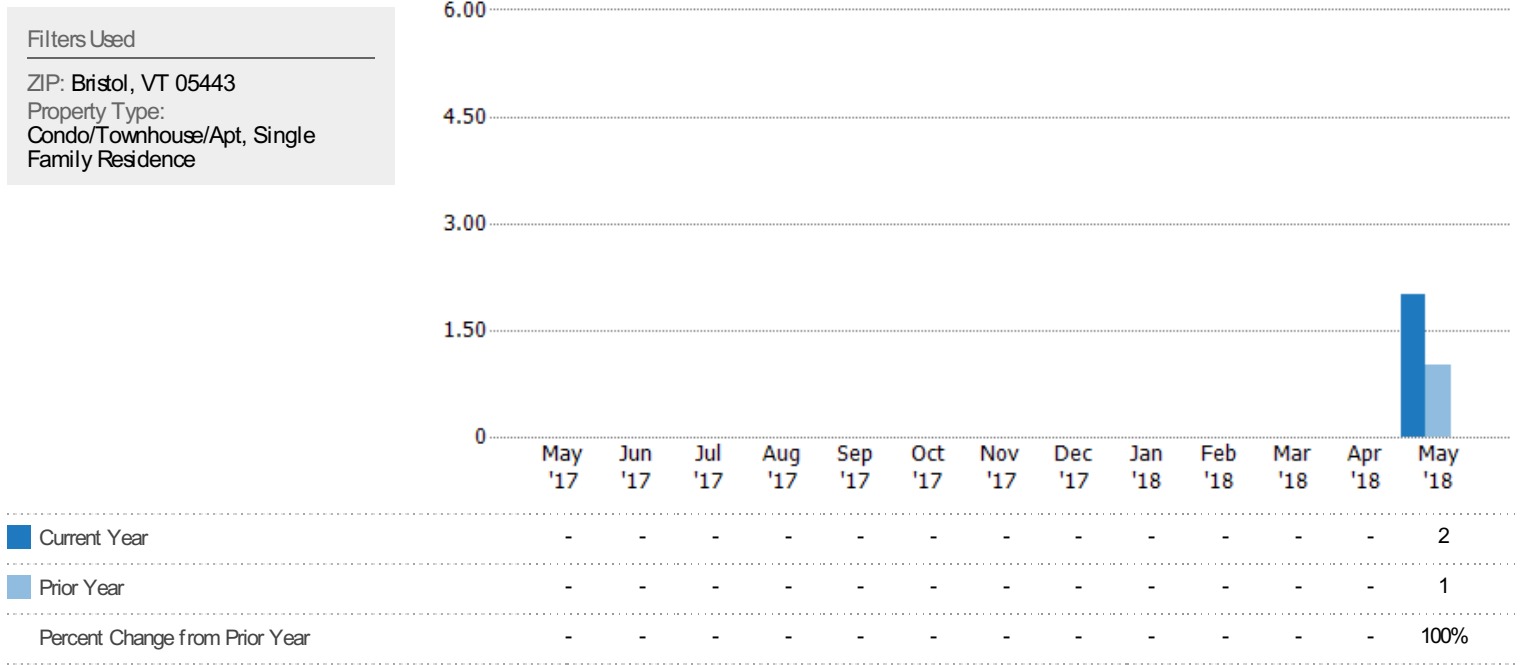 Filters Used
ZIP: Bristol, VT 05443
Property Type:
Condo/Townhouse/Apt, Single
Family Residence
6.00
4.50
3.00
1.50
0
May Jun Jul Aug Sep Oct Nov Dec Jan Feb Mar Apr May
'17 '17 '17 '17 '17 '17 '17 '17 '18 '18 '18 '18 '18
Current Year - - - - - - - - - - - - 2
Prior Year - - - - - - - - - - - - 1
Percent Change from Prior Year - - - - - - - - - - - - 100%